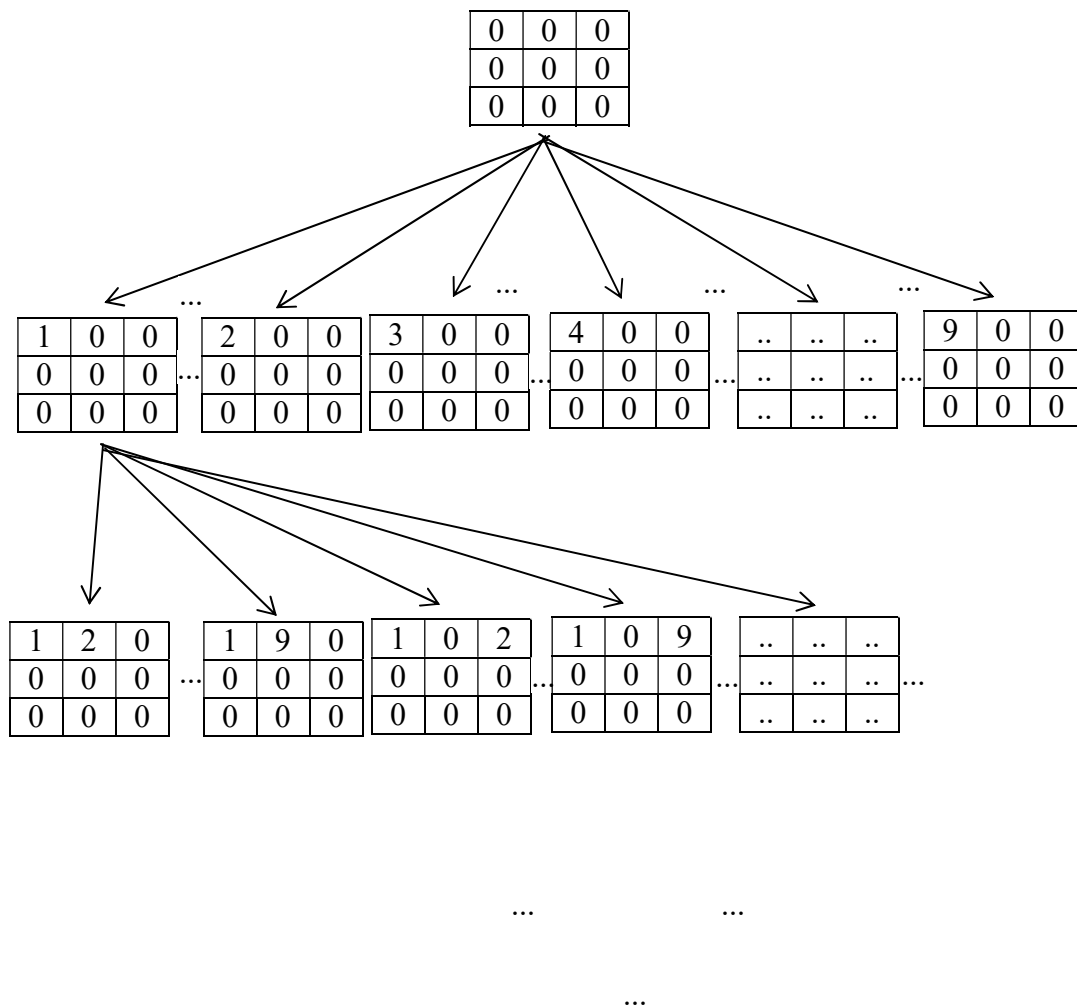 0 0 0
0 0 0
0 0 0
... ... ... ...
1 0 0 2 0 0 3 0 0 4 0 0 .. .. .. 9 0 0
0 0 0 ... 0 0 0 0 0 0 ... 0 0 0 ... .. .. .. ... 0 0 0
0 0 0 0 0 0 0 0 0 0 0 0 .. .. .. 0 0 0
1 2 0 1 9 0 1 0 2 1 0 9 .. .. ..
0 0 0 ... 0 0 0 0 0 0 ... 0 0 0 ... .. .. .. ...
0 0 0 0 0 0 0 0 0 0 0 0 .. .. ..
... ...
...